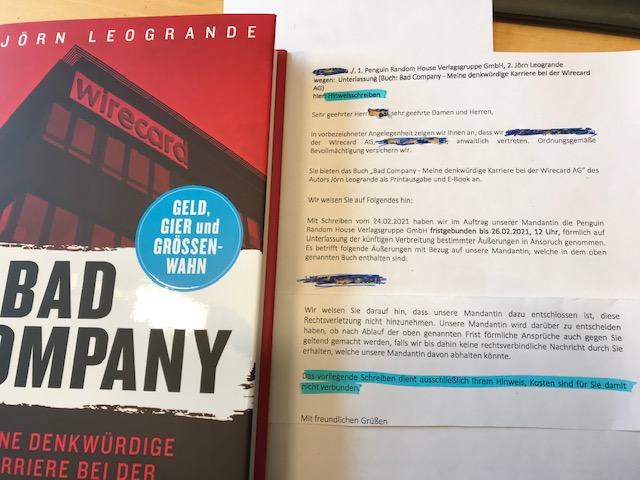 JÖRN LEOGRANDE
wirecard
GELD,
GIER und
GRÖSSEN-
WAHN
BAD
OMPANY
NE DENKWÜRDIGE
RRIERE BEI DER
./. 1. Penguin Random House Verlagsgruppe GmbH, 2. Jörn Leogrande
wegen: Unterlassung (Buch: Bad Company - Meine denkwürdige Karriere bei der Wirecard
AG)
hier: Hinweisschreiben
Sehr geehrter Herr sehr geehrte Damen und Herren,
In vorbezeichneter Angelegenheit zeigen wir Ihnen an, dass wir
der Wirecard AG, anwaltlich vertreten. Ordnungsgemäße
Bevollmächtigung versichern wir.
Sie bieten das Buch „Bad Company - Meine denkwürdige Karriere bei der Wirecard AG" des
Autors Jörn Leogrande als Printausgabe und E-Book an.
Wir weisen Sie auf Folgendes hin:
Mit Schreiben vom 24.02.2021 haben wir im Auftrag unserer Mandantin die Penguin
Random House Verlagsgruppe GmbH fristgebunden bis 26.02.2021, 12 Uhr, förmlich auf
Unterlassung der künftigen Verbreitung bestimmter Äußerungen in Anspruch genommen.
Es betrifft folgende Äußerungen mit Bezug auf unsere Mandantin, welche in dem oben
genannten Buch enthalten sind:
Wir weisen Sie darauf hin, dass unsere Mandantin dazu entschlossen ist, diese
Rechtsverletzung nicht hinzunehmen. Unsere Mandantin wird darüber zu entscheiden
haben, ob nach Ablauf der oben genannten Frist förmliche Ansprüche auch gegen Sie
geltend gemacht werden, falls wir bis dahin keine rechtsverbindliche Nachricht durch Sie
erhalten, welche unsere Mandantin davon abhalten könnte.
Das vorliegende Schreiben dient ausschließlich Ihrem Hinweis, Kosten sind für Sie damit
nicht verbunden.
Mit freundlichen Grüßen